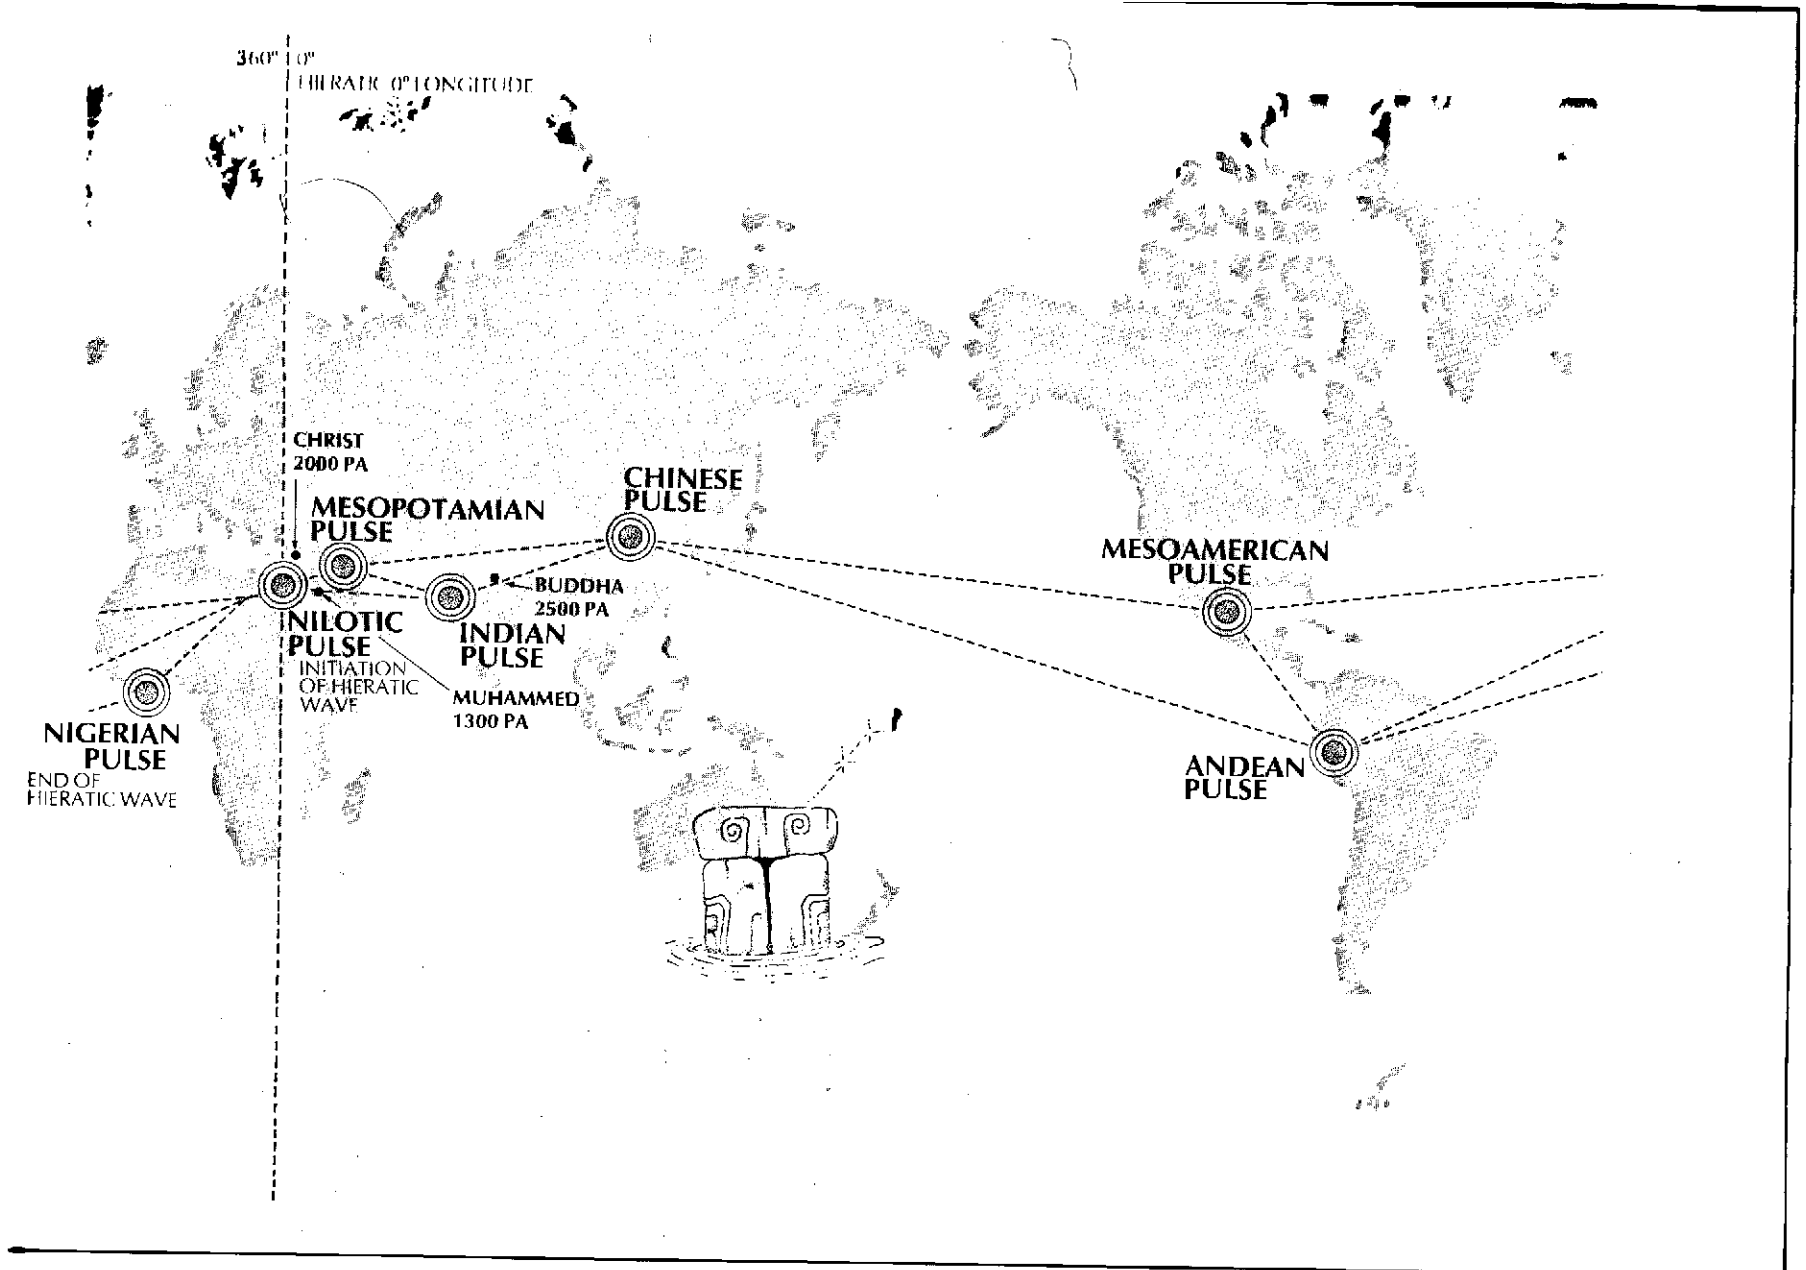 360° 0°
HIERATIC 0° LONGITUDE
CHRIST
2000 PA
MESOPOTAMIAN
PULSE
CHINESE
PULSE
MESOAMERICAN
PULSE
BUDDHA
2500 PA
NILOTIC
PULSE
INITIATION
OF HIERATIC
WAVE
INDIAN
PULSE
MUHAMMED
1300 PA
NIGERIAN
PULSE
END OF
HIERATIC WAVE
ANDEAN
PULSE